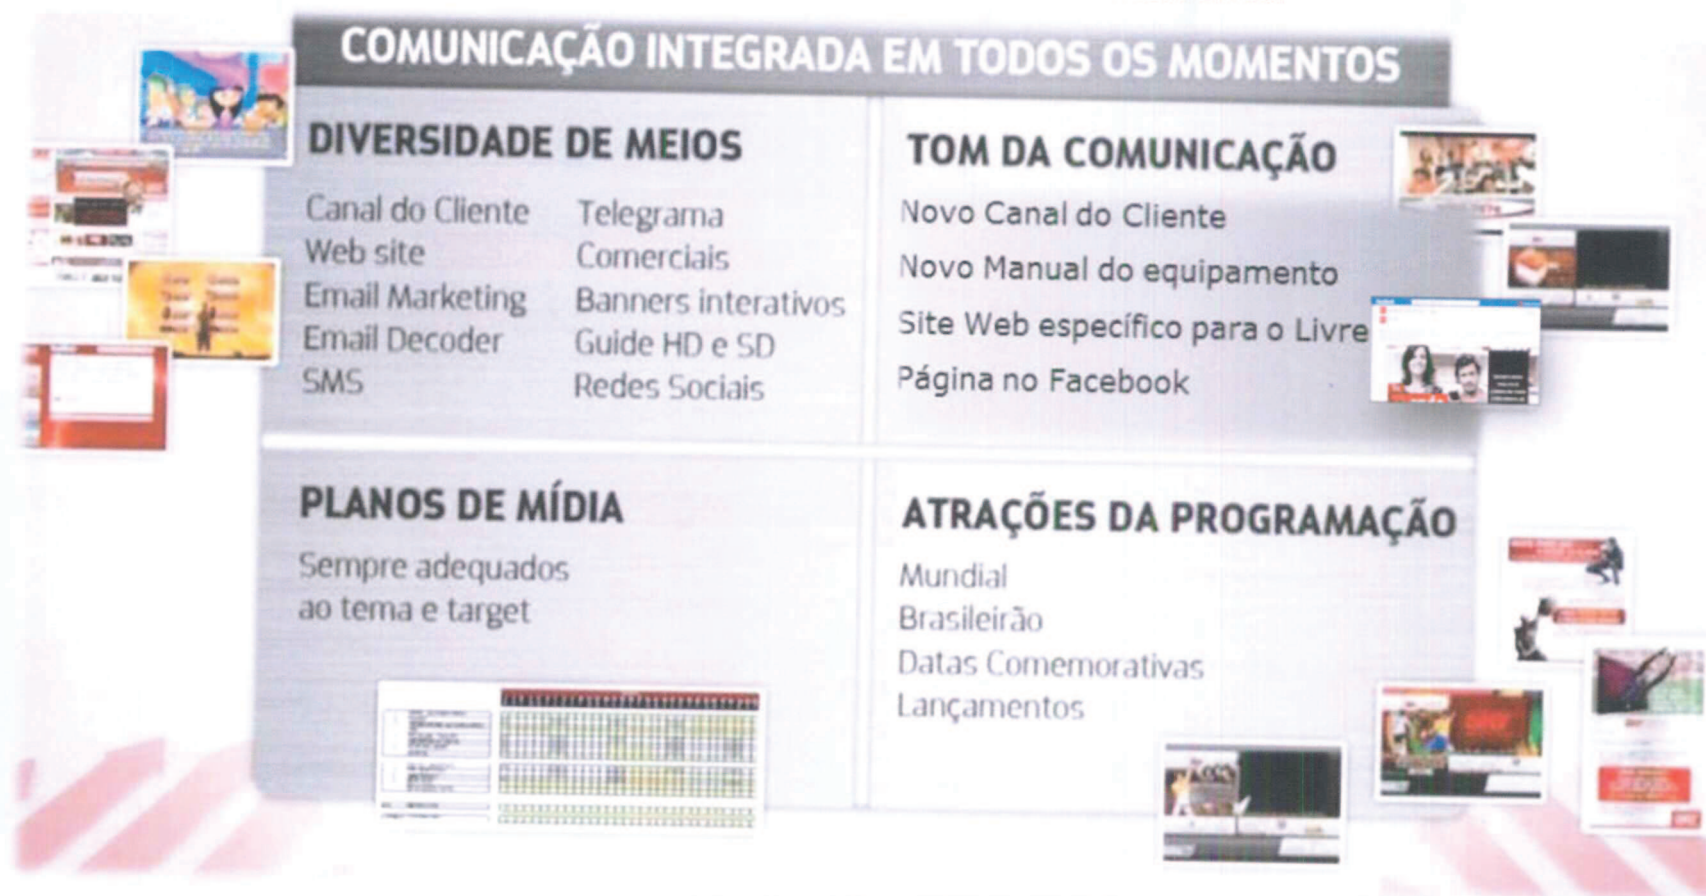 COMUNICAÇÃO INTEGRADA EM TODOS OS MOMENTOS
DIVERSIDADE DE MEIOS
Canal do Cliente
Web site
Email Marketing
Email Decoder
SMS
Telegrama
Comerciais
Banners interativos
Guide HD e SD
Redes Sociais
TOM DA COMUNICAÇÃO
Novo Canal do Cliente
Novo Manual do equipamento
Site Web específico para o Livre
Página no Facebook
PLANOS DE MÍDIA
Sempre adequados
ao tema e target
ATRAÇÕES DA PROGRAMAÇÃO
Mundial
Brasileirão
Datas Comemorativas
Lançamentos